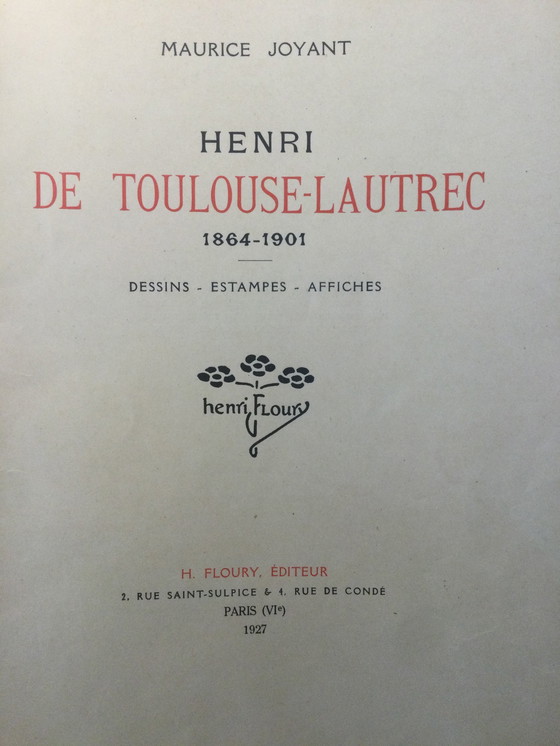 MAURICE JOYANT
HENRI
DE TOULOUSE-LAUTREC
1864-1901
DESSINS - ESTAMPES - AFFICHES
henri FLOURY
H. FLOURY, ÉDITEUR
2, RUE SAINT-SULPICE & 1, RUE DE CONDÉ
PARIS (VIe)
1927